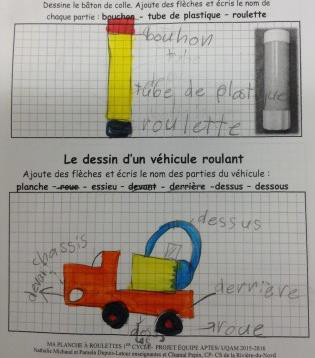 Dessine le bâton de colle. Ajoute des flèches et écris le nom de
chaque partie : bouchon - tube de plastique - roulette
bouhon
tube de plastique
roulette
Le dessin d'un véhicule roulant
Ajoute des flèches et écris le nom des parties du véhicule :
planche - roue - essieu - devant - derrière - dessus - dessous
dessus
chassis
devant
derrière
roue
MA PLANCHE À ROULETTES 1er CYCLE- PROJET ÉQUIPE APTES/ UQAM 2015-2016
Nathalie Michaud et Pamela Dupuis-Latour enseignantes et Chantal Pepin, CP- CS de la Rivière-du-Nord